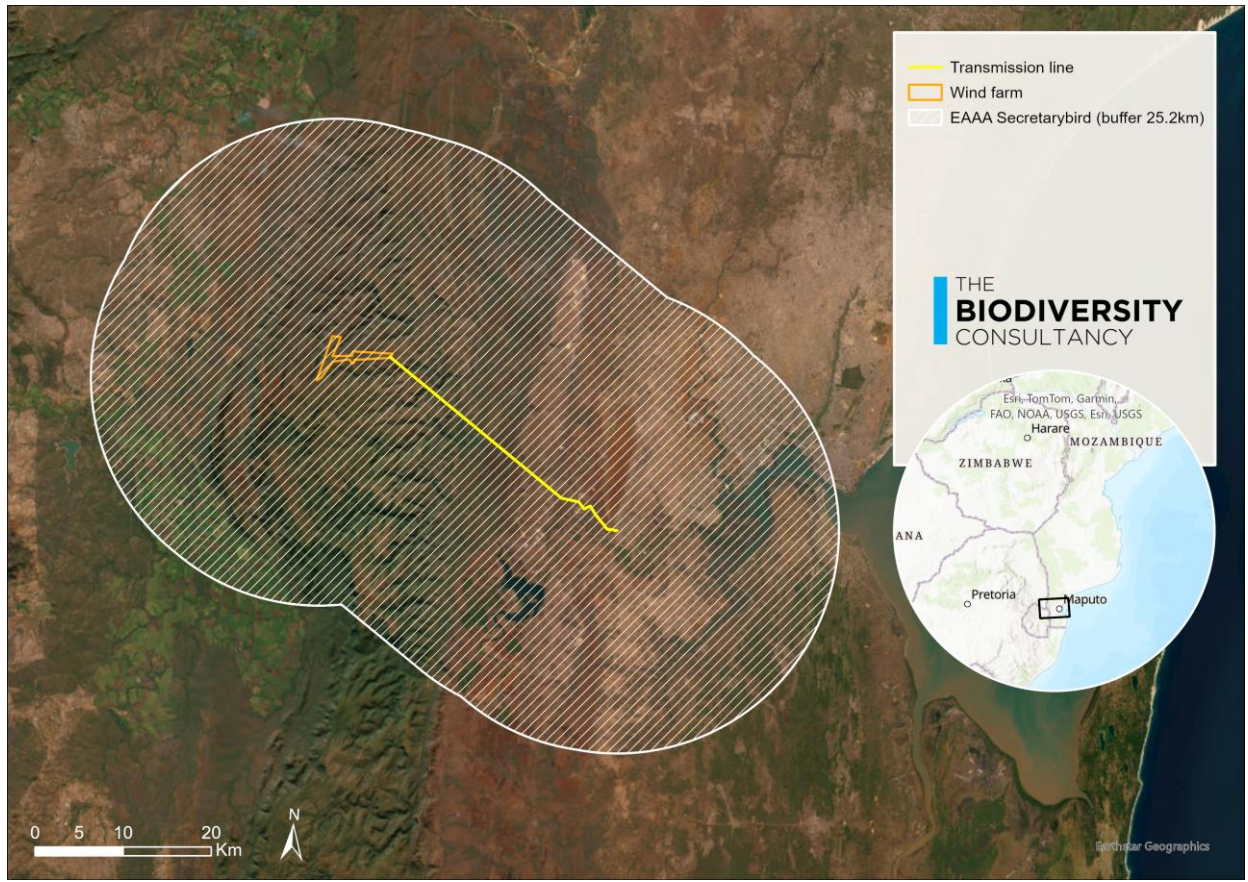 Transmission line
Wind farm
EAAA Secretarybird (buffer 25.2km)
THE
BIODIVERSITY
CONSULTANCY
Esri, TomTom, Garmin,
FAO, NOAA, USGS, Esri, USGS
Harare
MOZAMBIQUE
ZIMBABWE
ANA
Pretoria
Maputo
N
0 5 10 20
Km
Earthstar Geographics